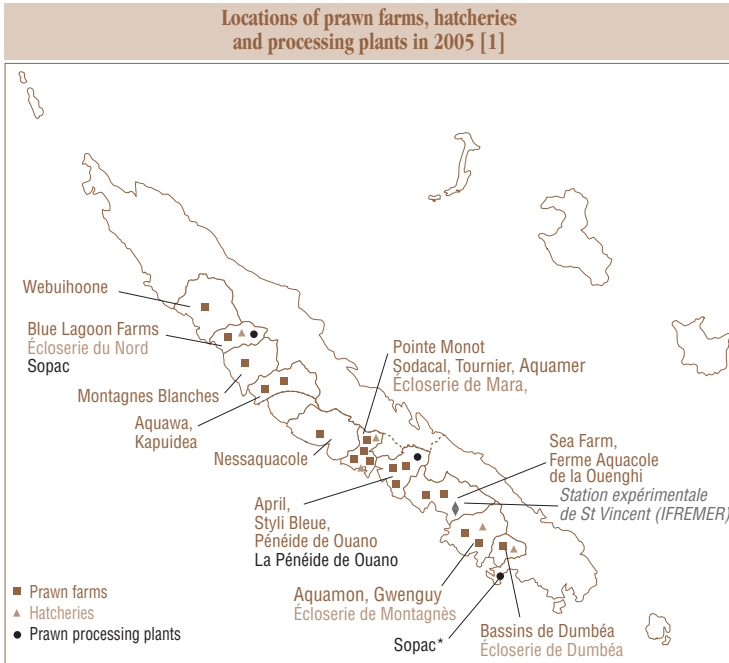 Locations of prawn farms, hatcheries
and processing plants in 2005 [1]
Webuihoone
Blue Lagoon Farms
Écloserie du Nord
Sopac
Montagnes Blanches
Aquawa,
Kapuidea
Nessaquacole
Pointe Monot
Sodacal, Tournier, Aquamer
Écloserie de Mara,
Sea Farm,
Ferme Aquacole
de la Ouenghi
Station expérimentale
de St Vincent (IFREMER)
April,
Styli Bleue,
Pénéide de Ouano
La Pénéide de Ouano
Aquamon, Gwenguy
Écloserie de Montagnès
Sopac*
Bassins de Dumbéa
Écloserie de Dumbéa
Prawn farms
Hatcheries
Prawn processing plants